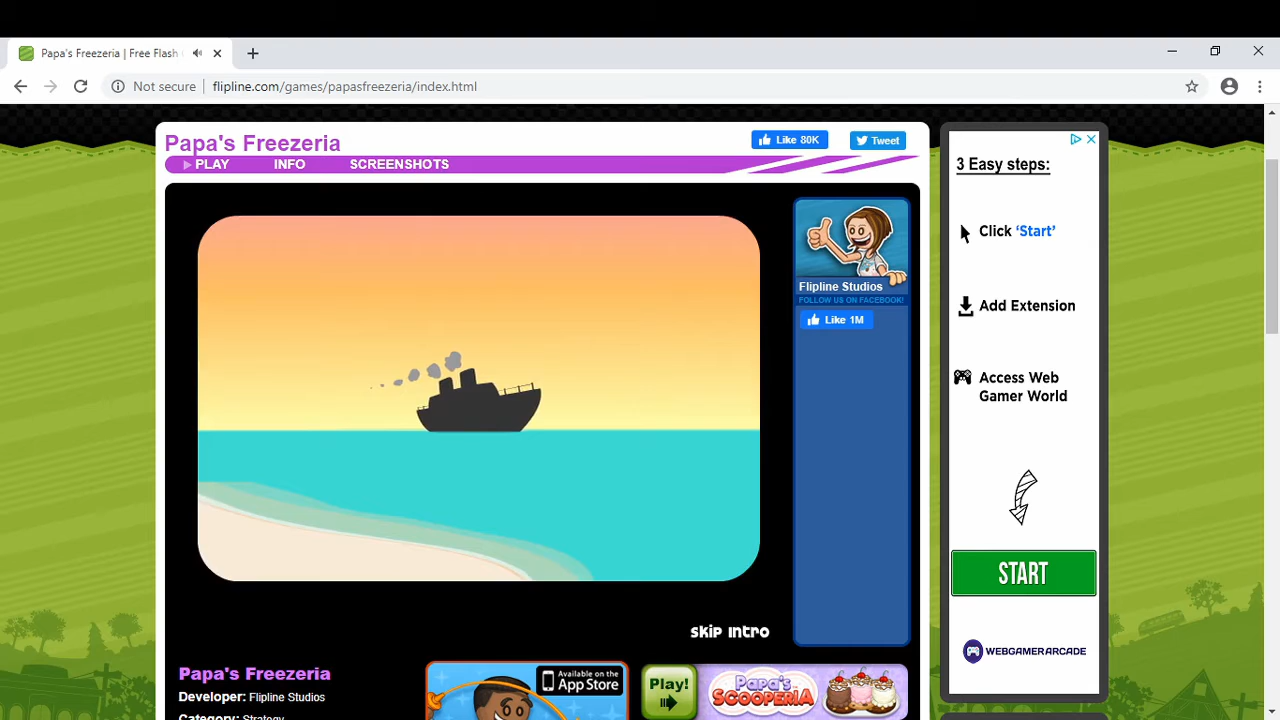 Papa's Freezeria | Free Flash
Not secure | flipline.com/games/papasfreezeria/index.html
Papa's Freezeria
Like 80K
Tweet
PLAY INFO SCREENSHOTS
Flipline Studios
FOLLOW US ON FACEBOOK!
Like 1M
skip intro
Papa's Freezeria
Developer: Flipline Studios
Category: Strategy
Available on the
App Store
Play!
Papa's
SCOOPERIA
3 Easy steps:
Click 'Start'
Add Extension
Access Web
Gamer World
START
WEBGAMERARCADE